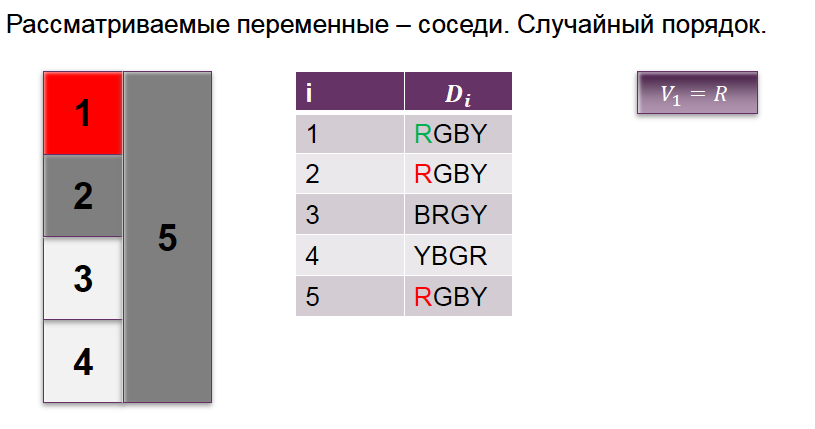 Рассматриваемые переменные – соседи. Случайный порядок.
1
2
3
4
5
i D_i
1 RGBY
2 RGBY
3 BRGY
4 YBGR
5 RGBY
V_1 = R